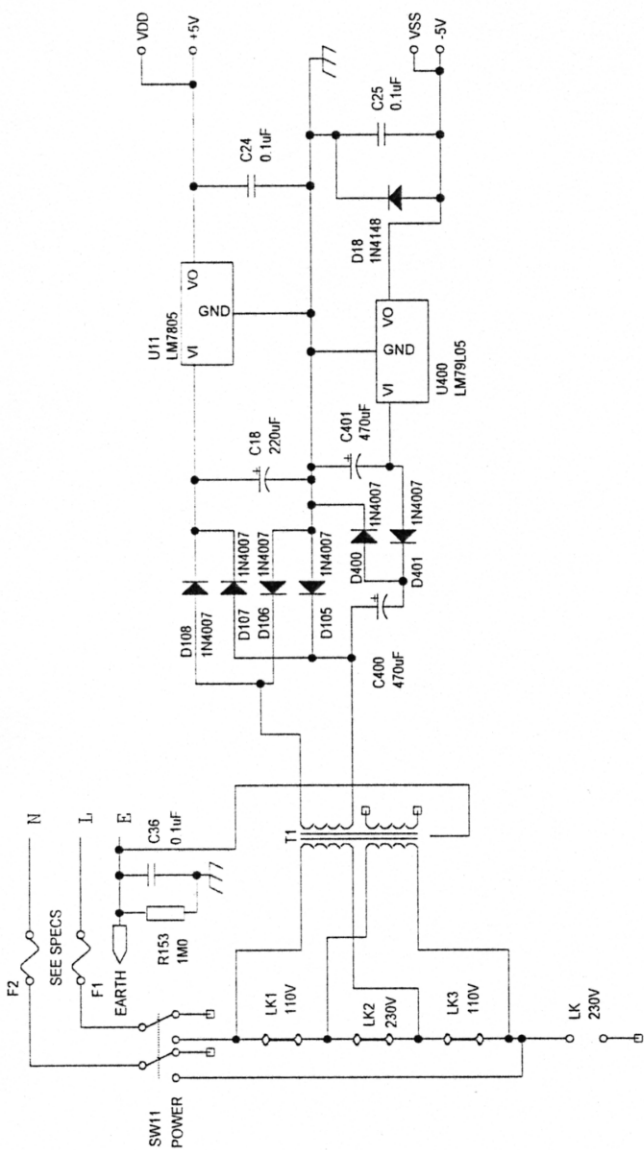 SW11
POWER
F2
SEE SPECS
F1
N
L
E
EARTH
R153
1M0
C36
0.1uF
LK1
110V
LK2
230V
LK3
110V
LK
230V
T1
D108
1N4007
D107
1N4007
D106
1N4007
D105
1N4007
C400
470uF
D400
1N4007
D401
1N4007
C18
220uF
C401
470uF
U11
LM7805
VI
VO
GND
U400
LM79L05
VI
VO
GND
C24
0.1uF
D18
1N4148
C25
0.1uF
VDD
+5V
VSS
-5V